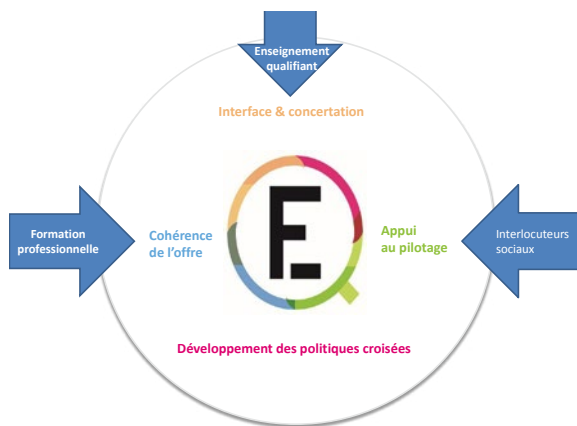 Enseignement
qualifiant
Interface & concertation
Formation
professionnelle
Cohérence
de l'offre
F
Appui
au pilotage
Interlocuteurs
sociaux
Développement des politiques croisées